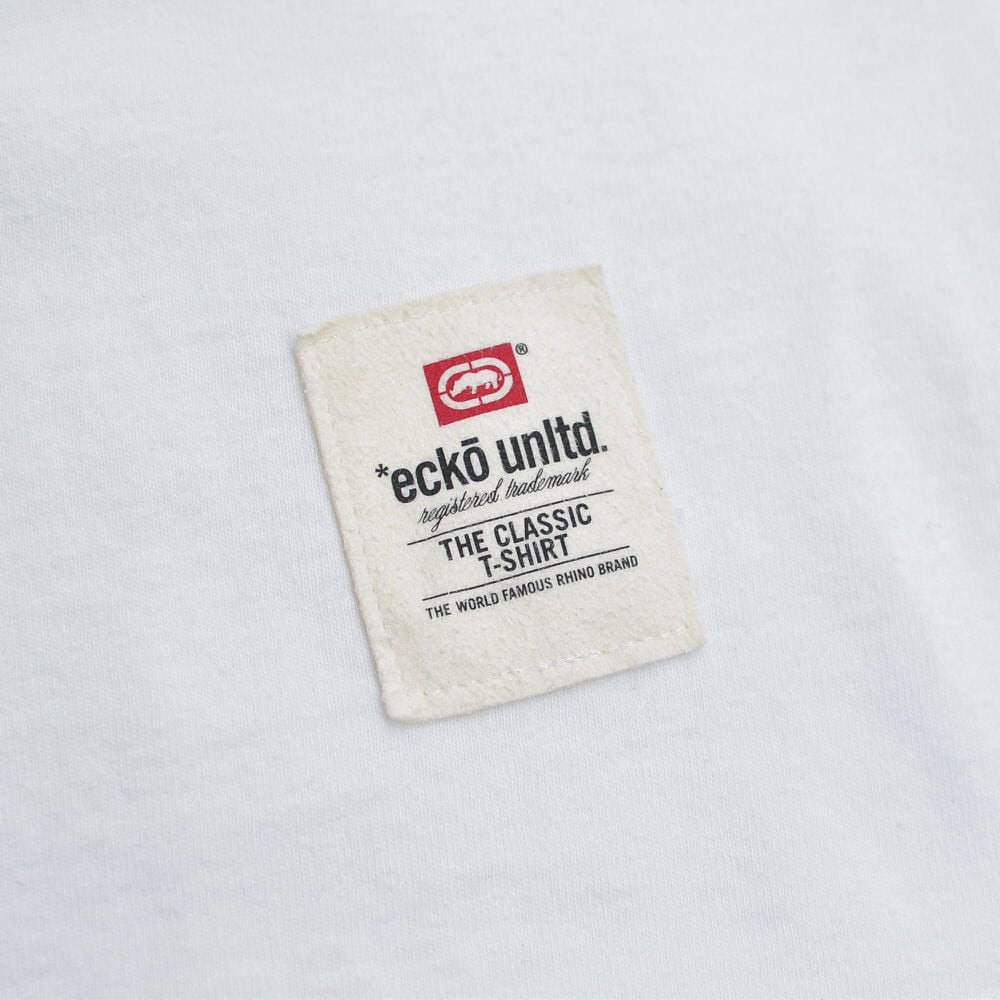 ®
*eckō unltd.
registered trademark
THE CLASSIC
T-SHIRT
THE WORLD FAMOUS RHINO BRAND